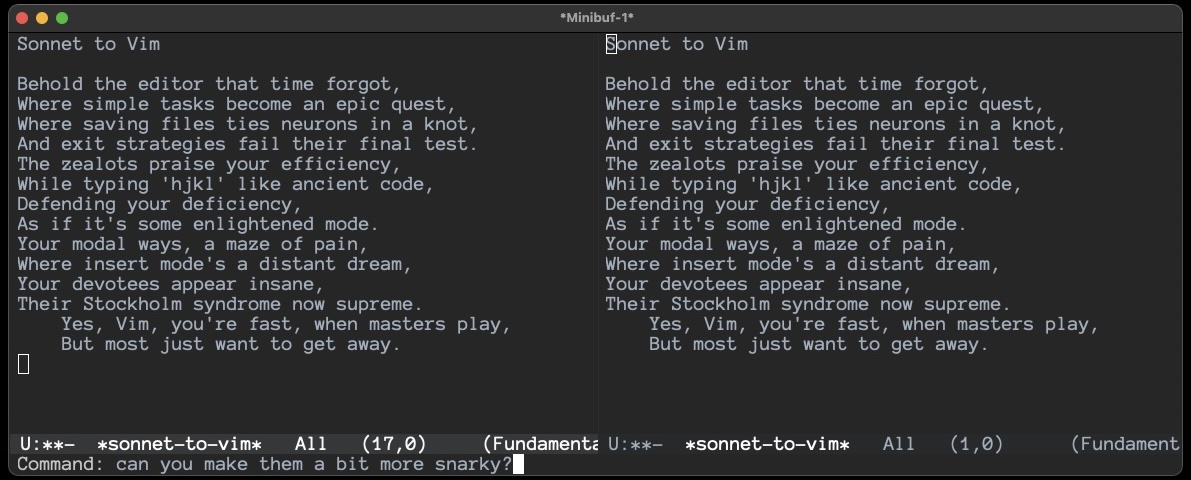 *Minibuf-1*
Sonnet to Vim
Behold the editor that time forgot,
Where simple tasks become an epic quest,
Where saving files ties neurons in a knot,
And exit strategies fail their final test.
The zealots praise your efficiency,
While typing 'hjkl' like ancient code,
Defending your deficiency,
As if it's some enlightened mode.
Your modal ways, a maze of pain,
Where insert mode's a distant dream,
Your devotees appear insane,
Their Stockholm syndrome now supreme.
Yes, Vim, you're fast, when masters play,
But most just want to get away.
U:**-  *sonnet-to-vim*   All   (17,0)     (Fundamenta
Sonnet to Vim
Behold the editor that time forgot,
Where simple tasks become an epic quest,
Where saving files ties neurons in a knot,
And exit strategies fail their final test.
The zealots praise your efficiency,
While typing 'hjkl' like ancient code,
Defending your deficiency,
As if it's some enlightened mode.
Your modal ways, a maze of pain,
Where insert mode's a distant dream,
Your devotees appear insane,
Their Stockholm syndrome now supreme.
Yes, Vim, you're fast, when masters play,
But most just want to get away.
U:**-  *sonnet-to-vim*   All   (1,0)      (Fundament
Command: can you make them a bit more snarky?